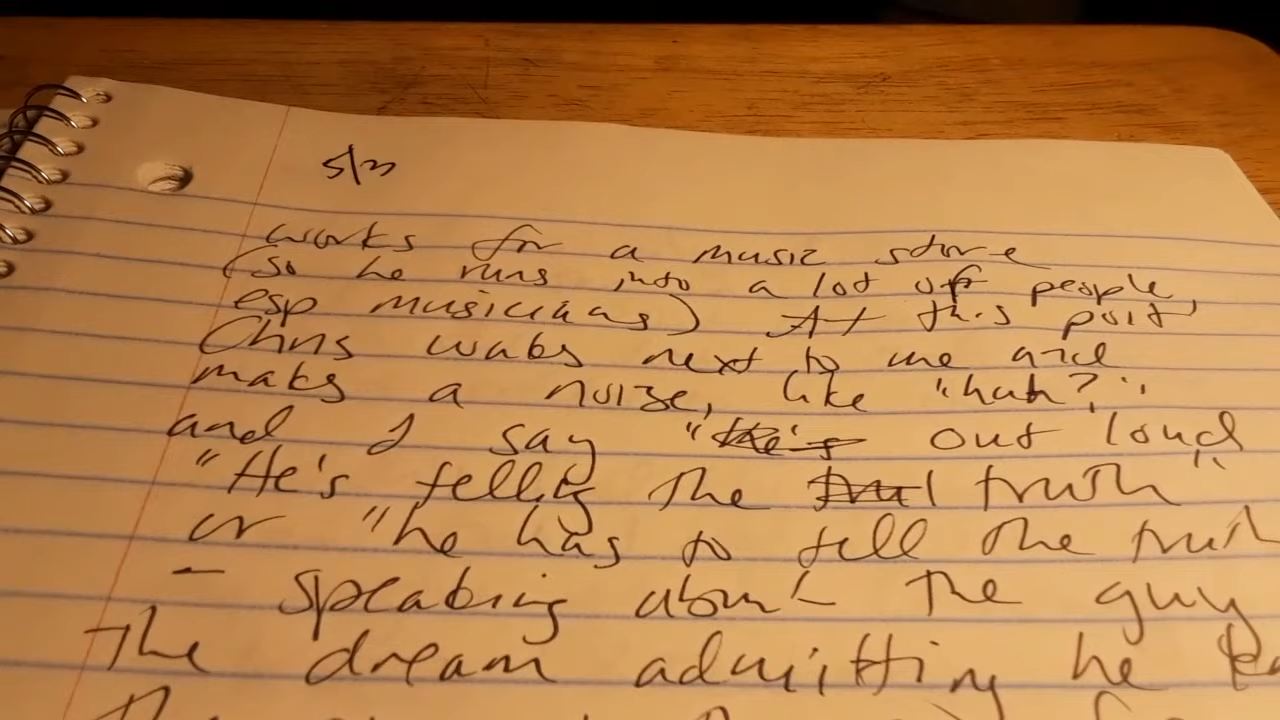 5/3
works for a music store
(so he runs into a lot of people,
esp musicians) At this point
Chris wakes next to me and
makes a noise, like "huh?"
and I say "He's out loud
"He's telling the truth"
or "he has to tell the truth
- speaking about the guy
The dream admitting he